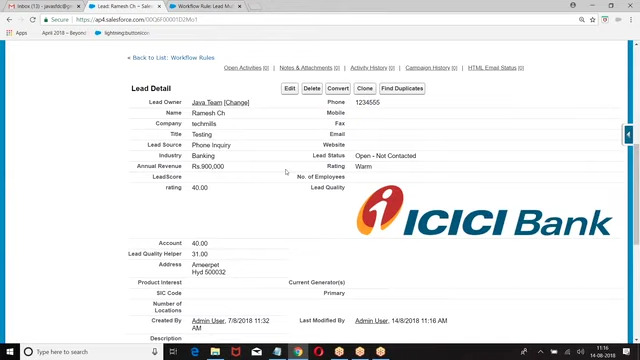 Inbox (13) - javasfdc@g
Lead: Ramesh Ch ~ Sales
Workflow Rule: Lead Mul
Secure
https://ap4.salesforce.com/00Q6F00001D2Mo1
Apps
April 2018 – Beyond
lightning:buttonIcon
« Back to List: Workflow Rules
Open Activities [0] | Notes & Attachments [0] | Activity History [0] | Campaign History [0] | HTML Email Status [0]
Lead Detail
Edit Delete Convert Clone Find Duplicates
Lead Owner Java Team [Change] Phone 1234555
Name Ramesh Ch Mobile
Company techmills Fax
Title Testing Email
Lead Source Phone Inquiry Website
Industry Banking Lead Status Open - Not Contacted
Annual Revenue Rs.900,000 Rating Warm
LeadScore No. of Employees
rating 40.00 Lead Quality
i ICICI Bank
Account 40.00
Lead Quality Helper 31.00
Address Ameerpet
Hyd 500032
Product Interest Current Generator(s)
SIC Code Primary
Number of
Locations
Created By Admin User, 7/8/2018 11:32 AM Last Modified By Admin User, 14/8/2018 11:16 AM
Description
Type here to search
11:16
14-08-2018